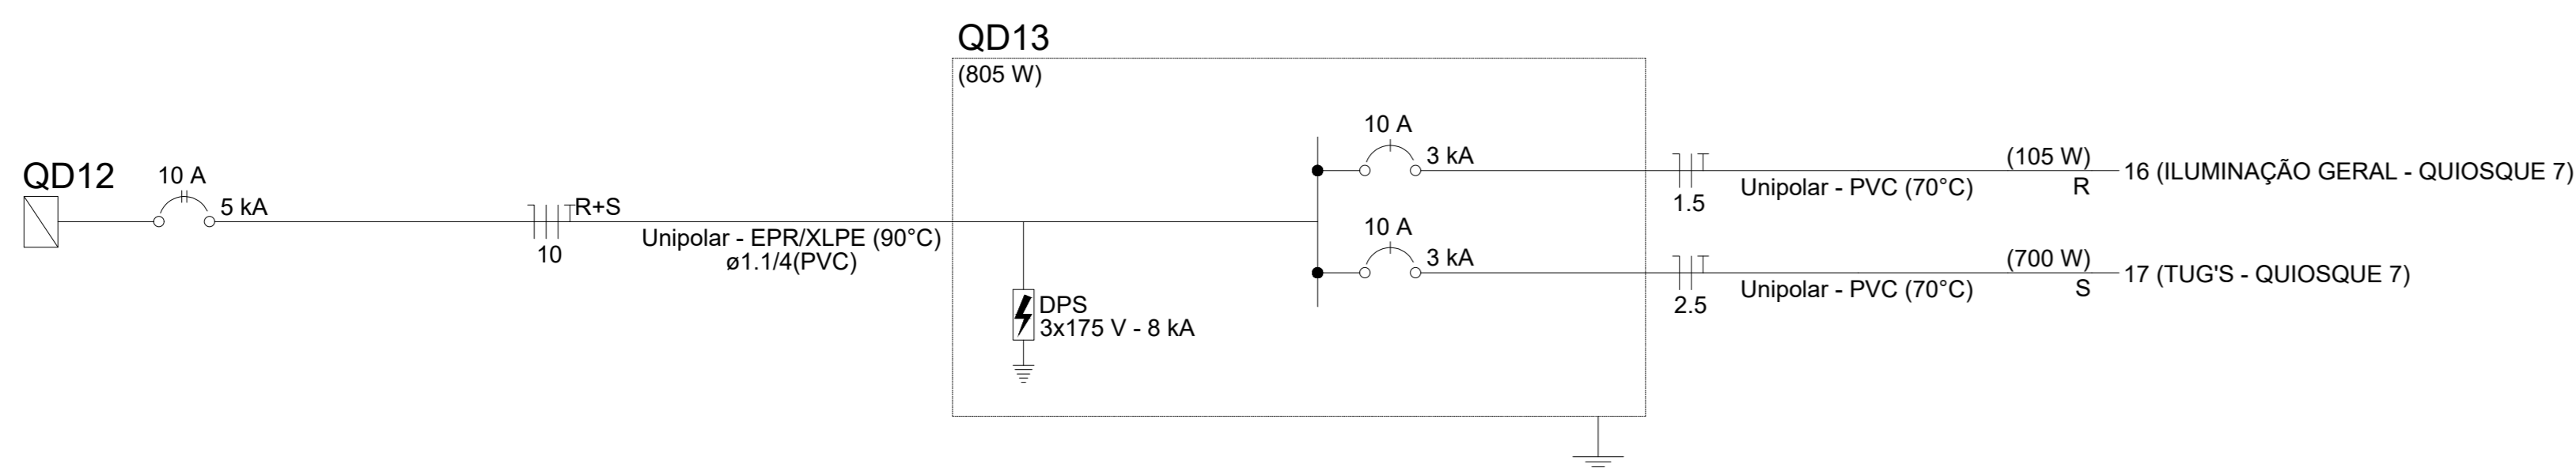 QD13
(805 W)
QD12
10 A
5 kA
R+S
10
Unipolar - EPR/XLPE (90°C)
ø1.1/4(PVC)
DPS
3x175 V - 8 kA
10 A
3 kA
1.5
Unipolar - PVC (70°C)
(105 W)
R
16 (ILUMINAÇÃO GERAL - QUIOSQUE 7)
10 A
3 kA
2.5
Unipolar - PVC (70°C)
(700 W)
S
17 (TUG'S - QUIOSQUE 7)